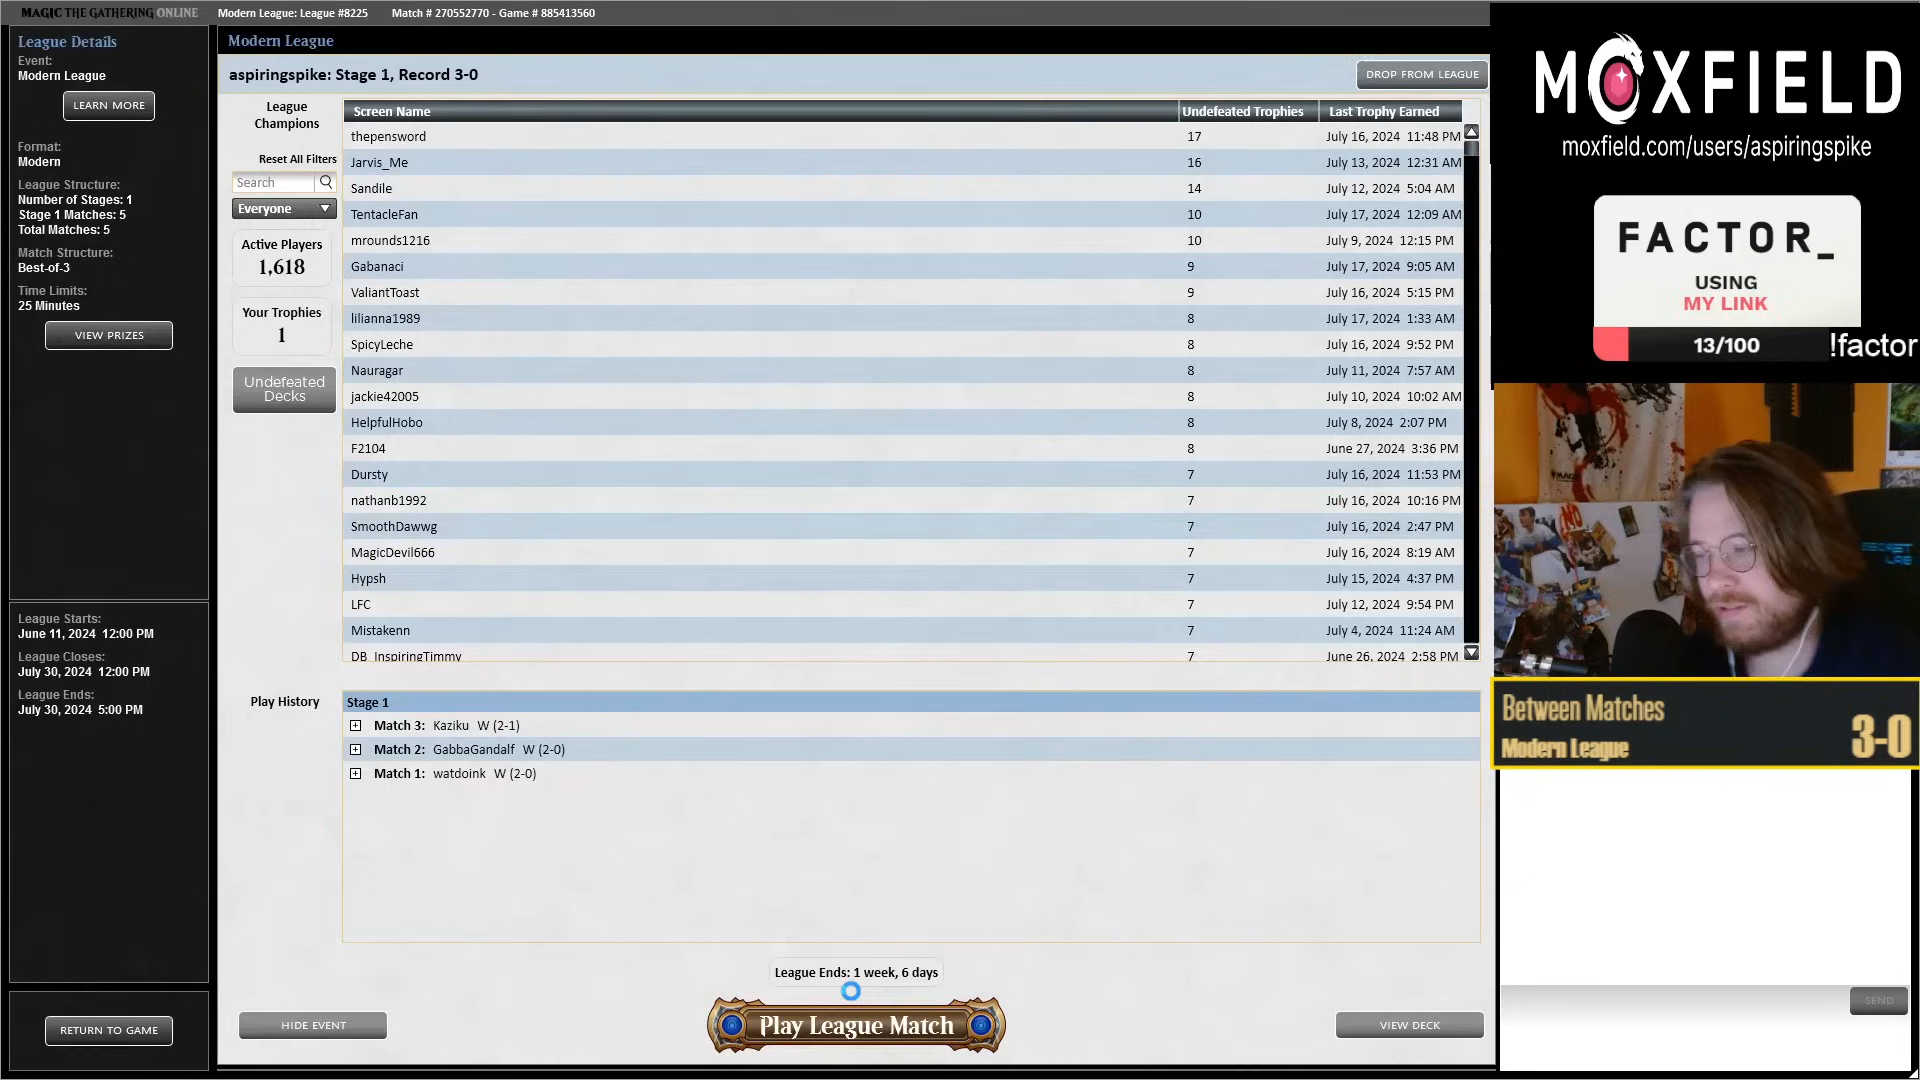 MAGIC THE GATHERING ONLINE
Modern League: League #8225
Match # 270552770 - Game # 885413560
League Details
Event:
Modern League
LEARN MORE
Format:
Modern
League Structure:
Number of Stages: 1
Stage 1 Matches: 5
Total Matches: 5
Match Structure:
Best-of-3
Time Limits:
25 Minutes
VIEW PRIZES
League Starts:
June 11, 2024 12:00 PM
League Closes:
July 30, 2024 12:00 PM
League Ends:
July 30, 2024 5:00 PM
RETURN TO GAME
Modern League
aspiringspike: Stage 1, Record 3-0
DROP FROM LEAGUE
League
Champions
Reset All Filters
Search
Everyone
Active Players
1,618
Your Trophies
1
Undefeated
Decks
Screen Name Undefeated Trophies Last Trophy Earned
thepensword 17 July 16, 2024 11:48 PM
Jarvis_Me 16 July 13, 2024 12:31 AM
Sandile 14 July 12, 2024 5:04 AM
TentacleFan 10 July 17, 2024 12:09 AM
mrounds1216 10 July 9, 2024 12:15 PM
Gabanaci 9 July 17, 2024 9:05 AM
ValiantToast 9 July 16, 2024 5:15 PM
lilianna1989 8 July 17, 2024 1:33 AM
SpicyLeche 8 July 16, 2024 9:52 PM
Nauragar 8 July 11, 2024 7:57 AM
jackie42005 8 July 10, 2024 10:02 AM
HelpfulHobo 8 July 8, 2024 2:07 PM
F2104 8 June 27, 2024 3:36 PM
Dursty 7 July 16, 2024 11:53 PM
nathanb1992 7 July 16, 2024 10:16 PM
SmoothDawwg 7 July 16, 2024 2:47 PM
MagicDevil666 7 July 16, 2024 8:19 AM
Hypsh 7 July 15, 2024 4:37 PM
LFC 7 July 12, 2024 9:54 PM
Mistakenn 7 July 4, 2024 11:24 AM
DB_InspiringTimmy 7 June 26, 2024 2:58 PM
Play History
Stage 1
Match 3: Kaziku W (2-1)
Match 2: GabbaGandalf W (2-0)
Match 1: watdoink W (2-0)
League Ends: 1 week, 6 days
HIDE EVENT
Play League Match
VIEW DECK
MOXFIELD
moxfield.com/users/aspiringspike
FACTOR_
USING
MY LINK
13/100
!factor
SECRET
LAB
Between Matches
Modern League
3-0
SEND